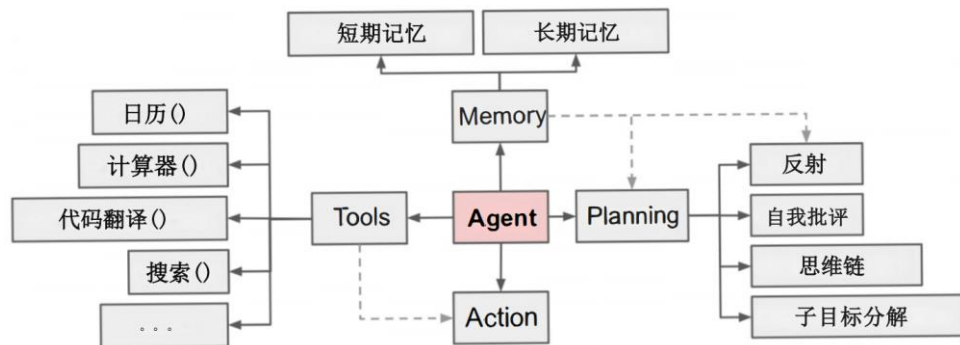 短期记忆
长期记忆
Memory
日历()
计算器()
代码翻译()
搜索()
。。。
Tools
Agent
Planning
Action
反射
自我批评
思维链
子目标分解